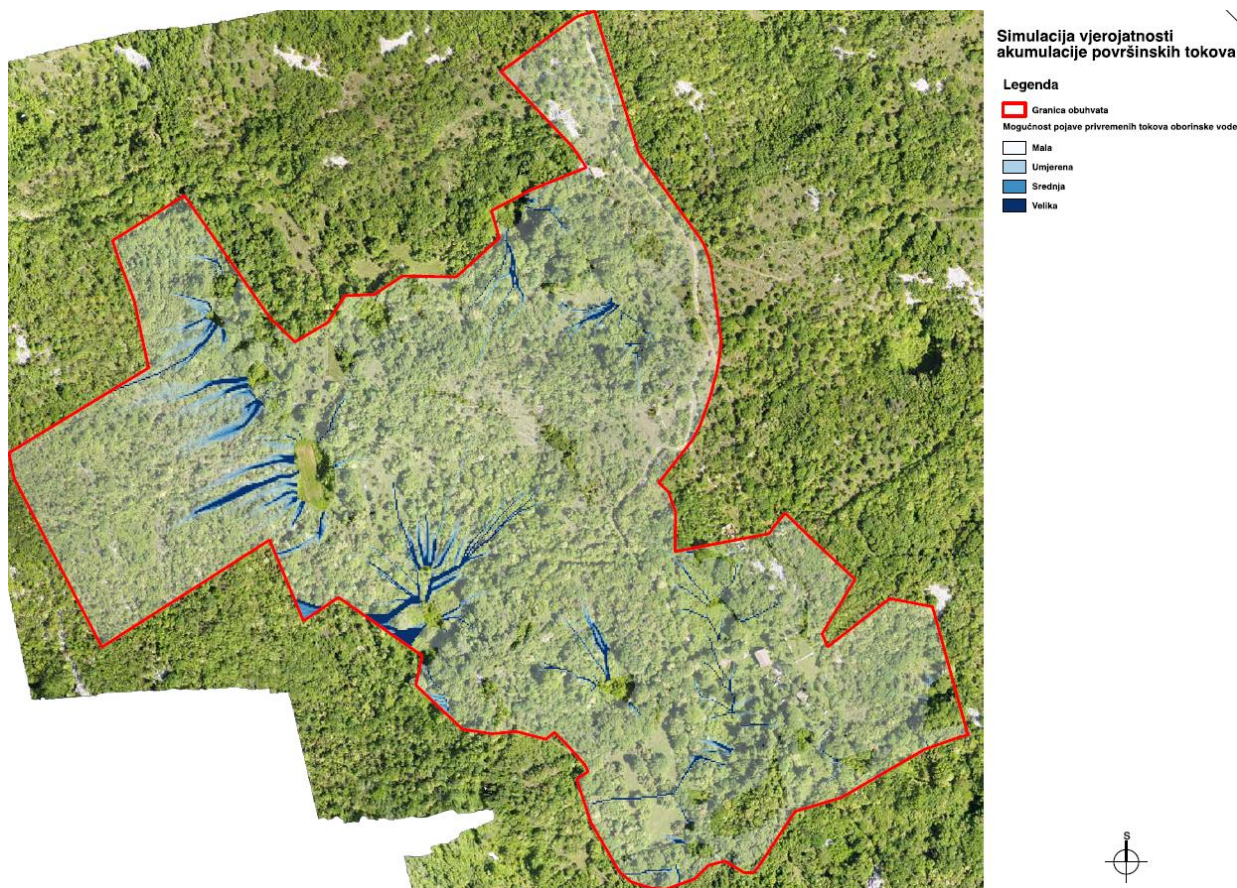 Simulacija vjerojatnosti
akumulacije površinskih tokova
Legenda
Granica obuhvata
Mogućnost pojave privremenih tokova oborinske vode
Mala
Umjerena
Srednja
Velika
S